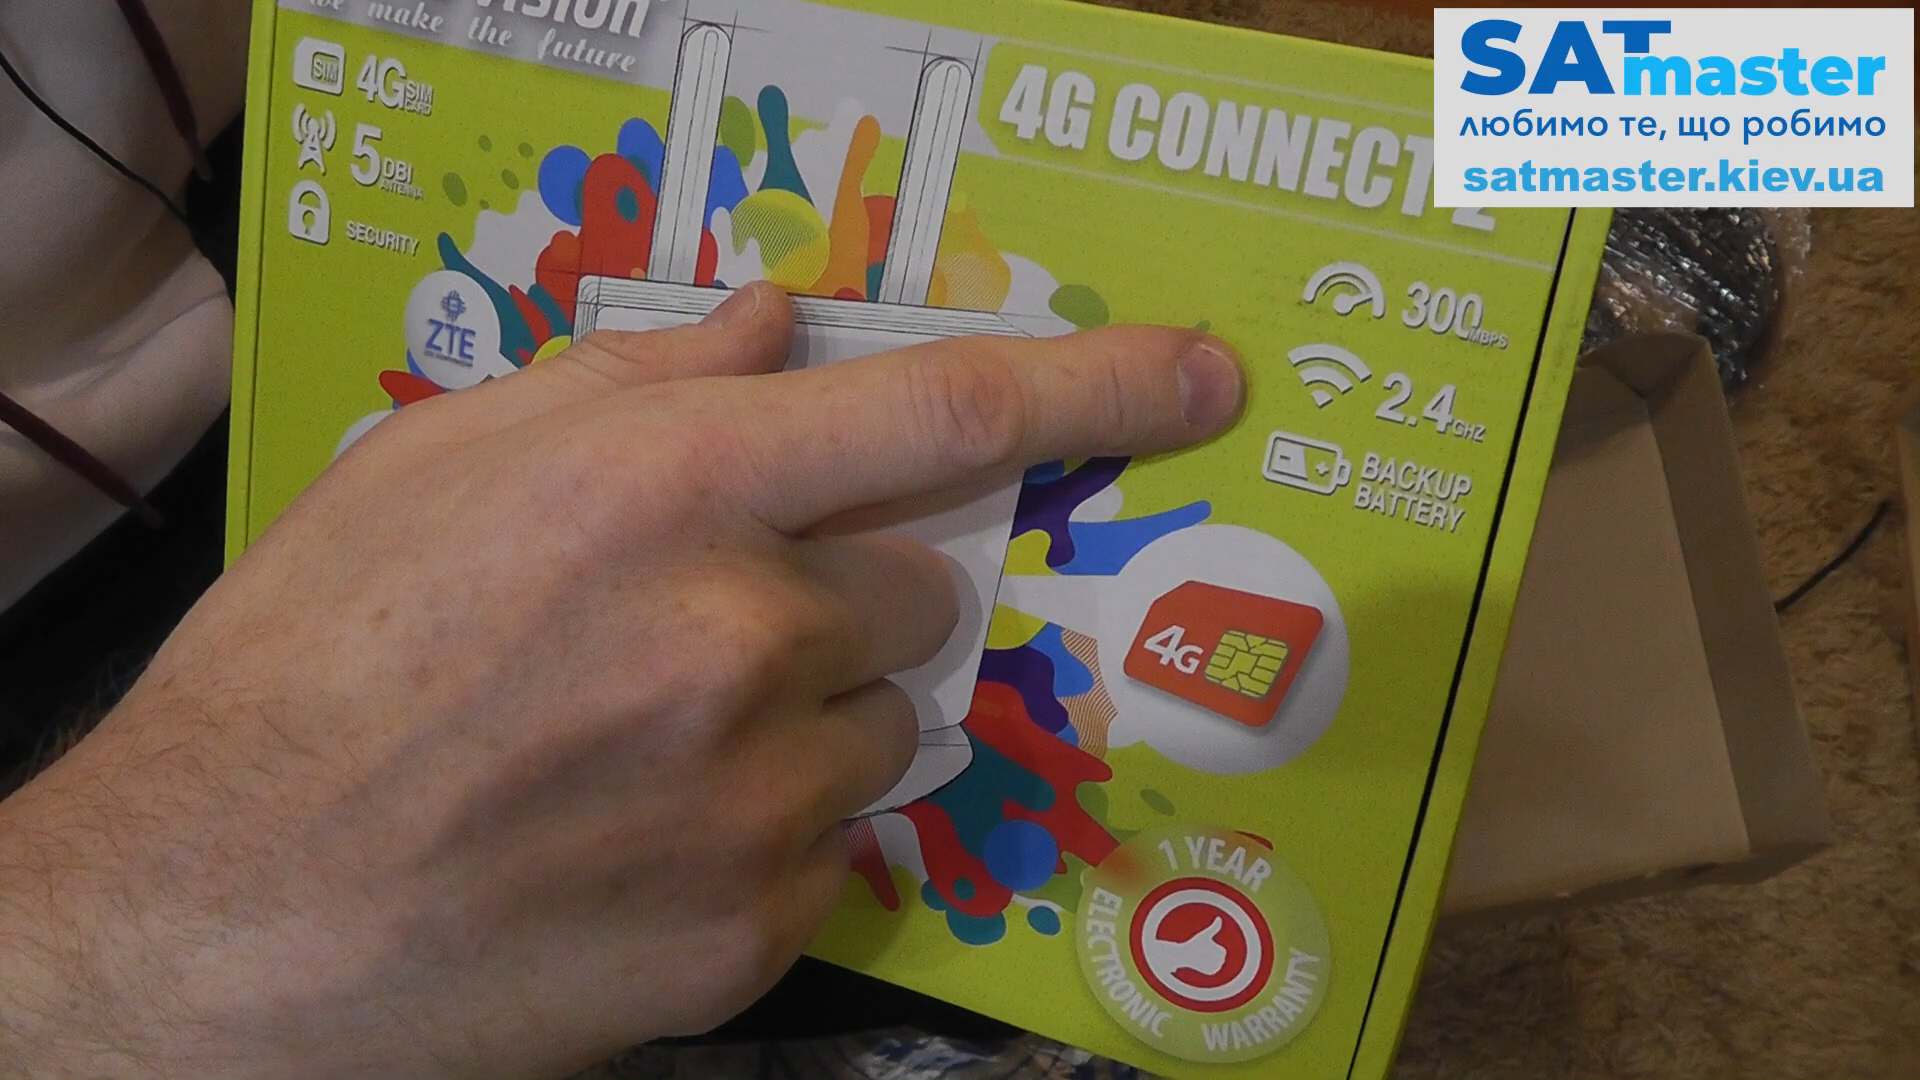 we make the future
SIM
4G SIM CARD
5 DBI ANTENNA
SECURITY
ZTE
4G CONNECT 2
300 MBPS
2.4 GHZ
BACKUP
BATTERY
4G
1 YEAR
ELECTRONIC WARRANTY
SATmaster
любимо те, що робимо
satmaster.kiev.ua